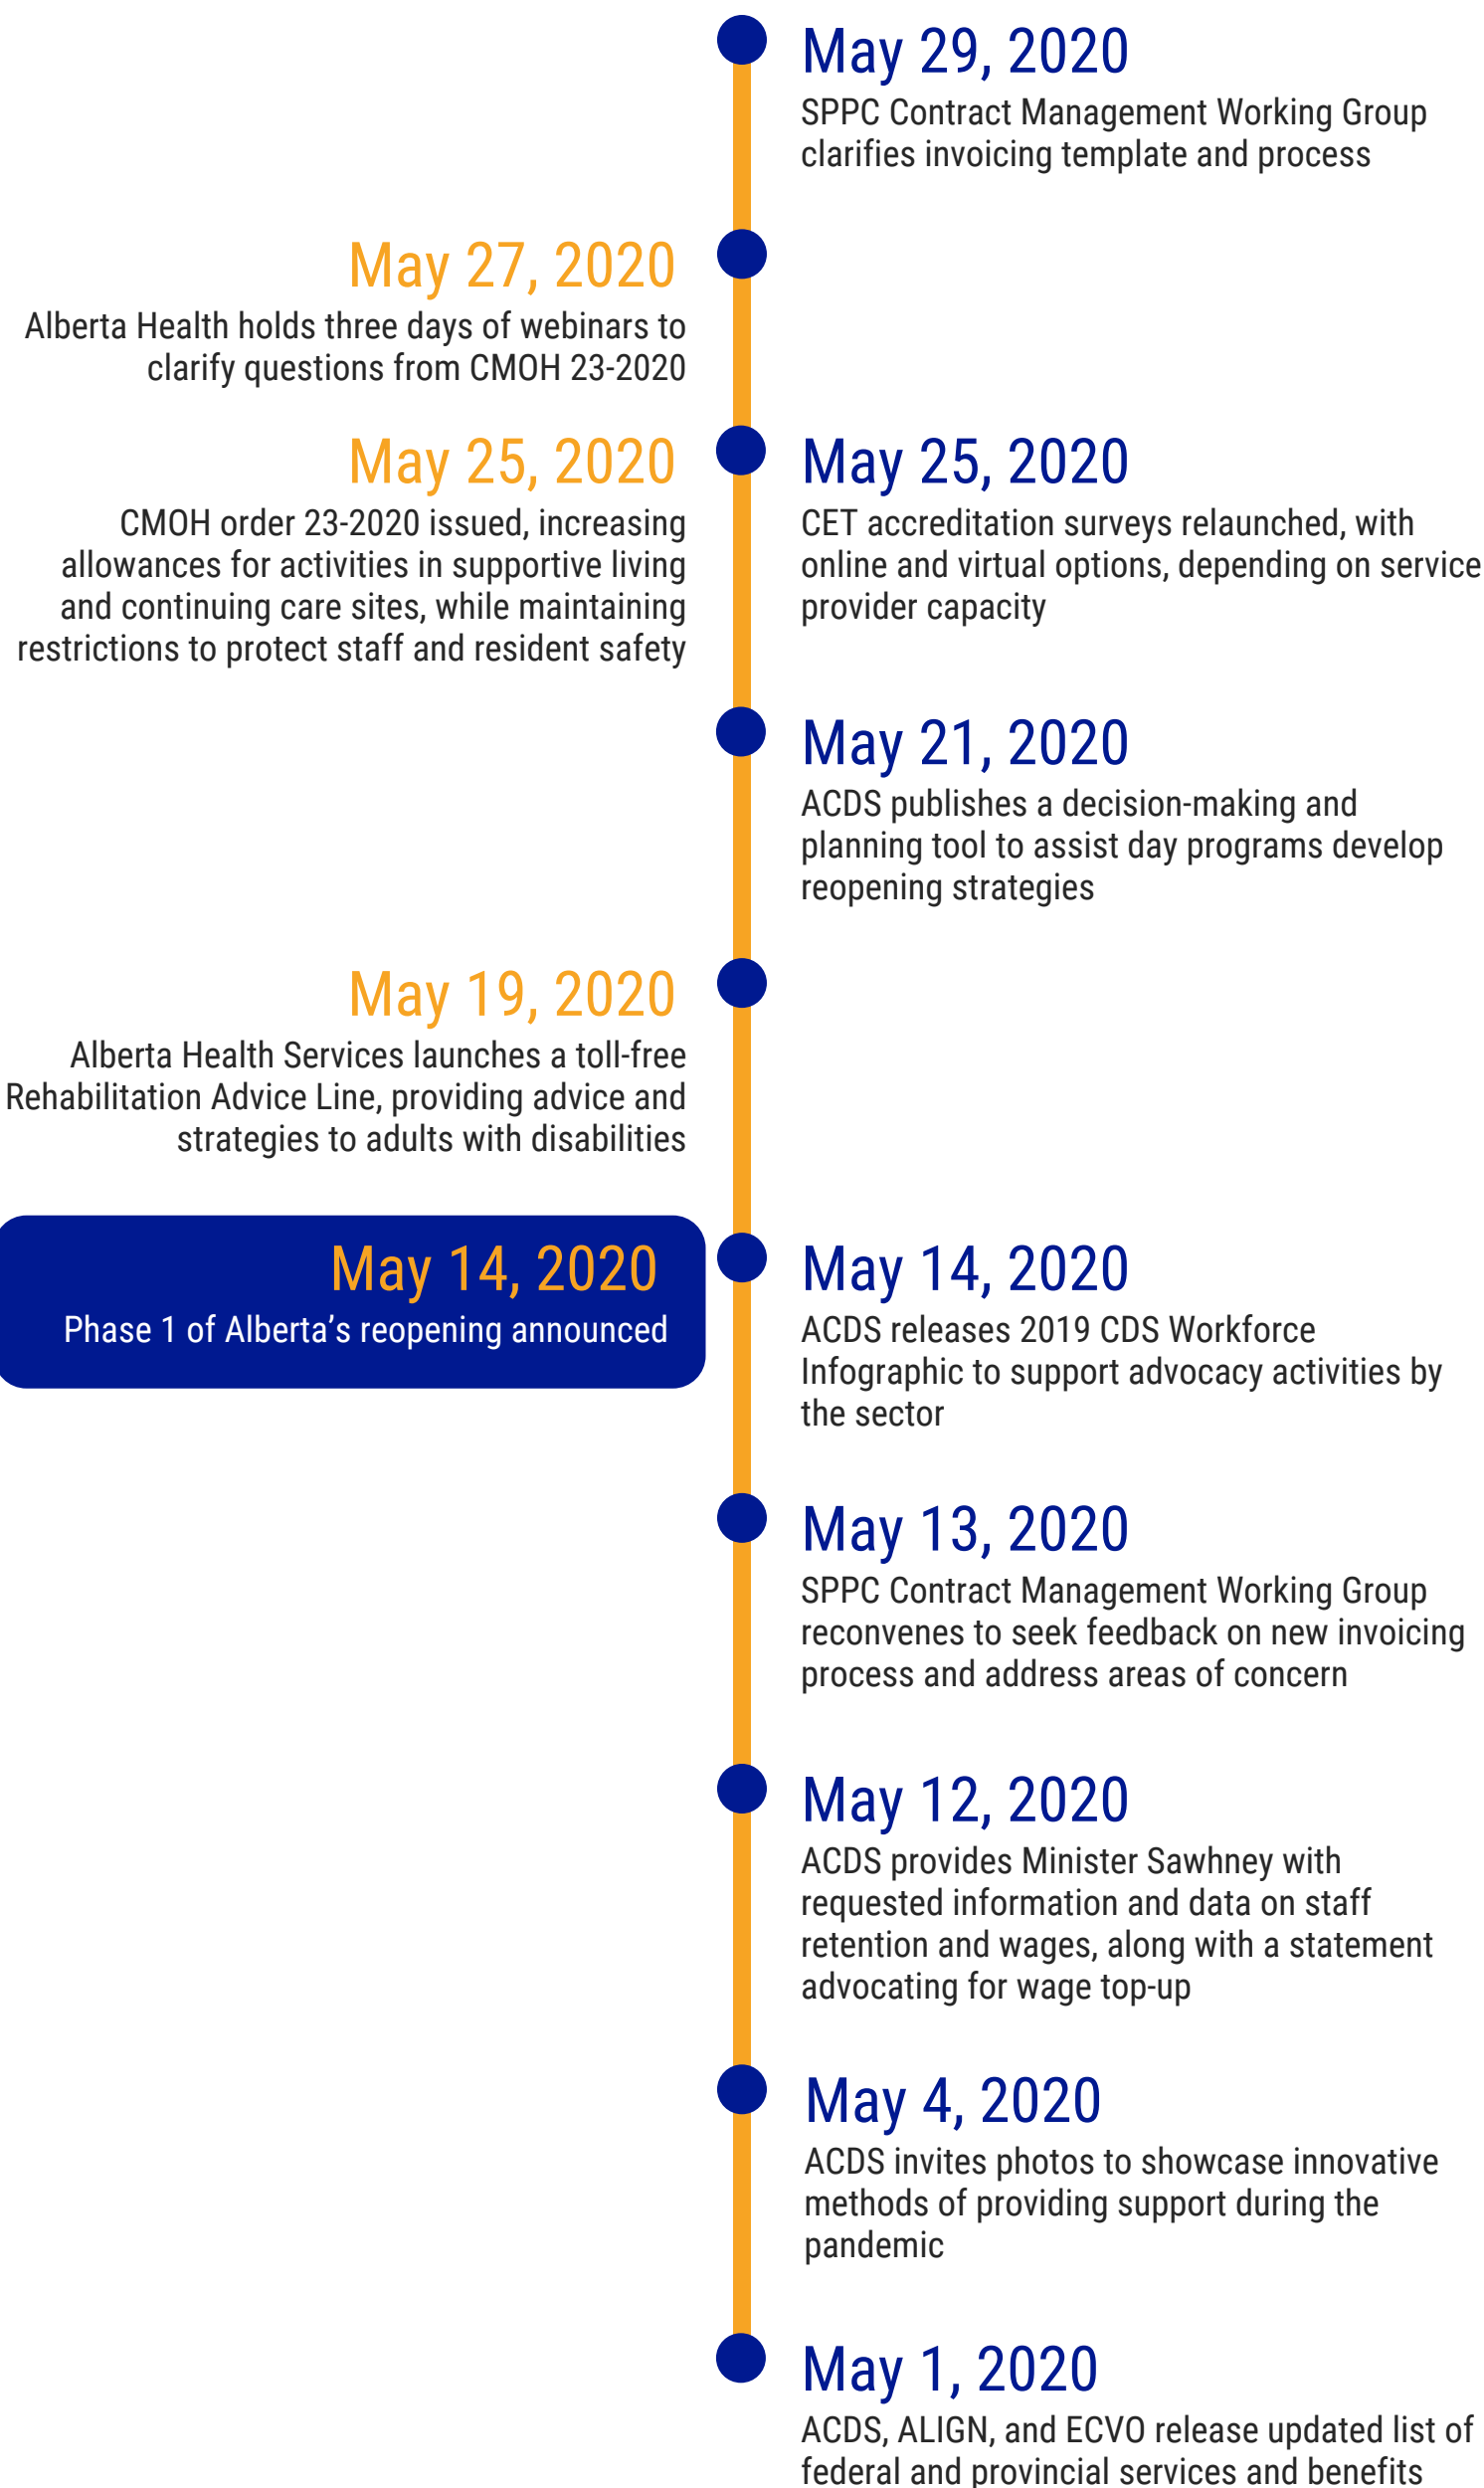 May 29, 2020
SPPC Contract Management Working Group
clarifies invoicing template and process
May 27, 2020
Alberta Health holds three days of webinars to
clarify questions from CMOH 23-2020
May 25, 2020
CMOH order 23-2020 issued, increasing
allowances for activities in supportive living
and continuing care sites, while maintaining
restrictions to protect staff and resident safety
May 25, 2020
CET accreditation surveys relaunched, with
online and virtual options, depending on service
provider capacity
May 21, 2020
ACDS publishes a decision-making and
planning tool to assist day programs develop
reopening strategies
May 19, 2020
Alberta Health Services launches a toll-free
Rehabilitation Advice Line, providing advice and
strategies to adults with disabilities
May 14, 2020
Phase 1 of Alberta’s reopening announced
May 14, 2020
ACDS releases 2019 CDS Workforce
Infographic to support advocacy activities by
the sector
May 13, 2020
SPPC Contract Management Working Group
reconvenes to seek feedback on new invoicing
process and address areas of concern
May 12, 2020
ACDS provides Minister Sawhney with
requested information and data on staff
retention and wages, along with a statement
advocating for wage top-up
May 4, 2020
ACDS invites photos to showcase innovative
methods of providing support during the
pandemic
May 1, 2020
ACDS, ALIGN, and ECVO release updated list of
federal and provincial services and benefits